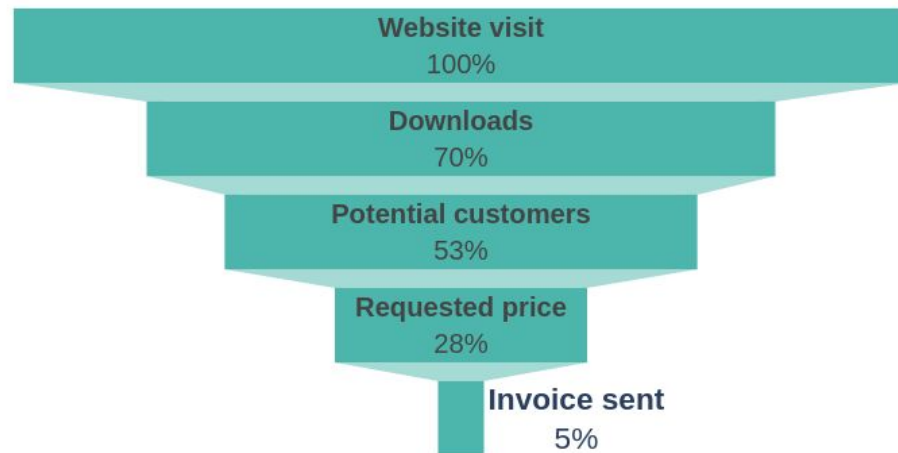 Website visit
100%
Downloads
70%
Potential customers
53%
Requested price
28%
Invoice sent
5%